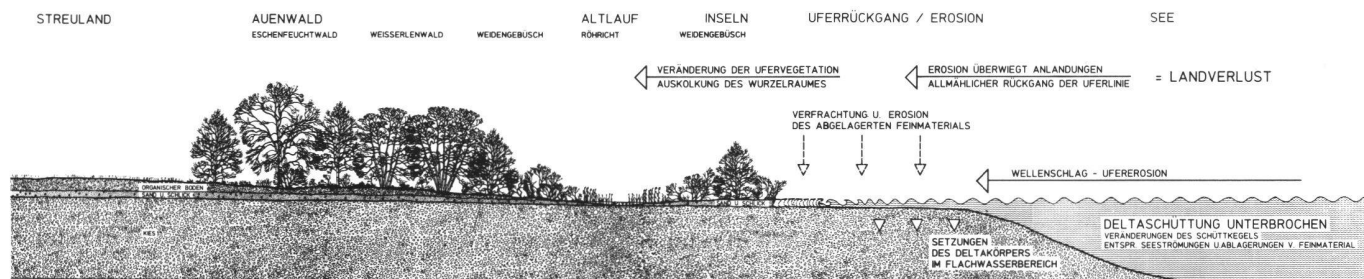 STREULAND
AUENWALD
ESCHENFEUCHTWALD
WEISSERLENWALD
WEIDENGEBÜSCH
ALTLAUF
RÖHRICHT
INSELN
WEIDENGEBÜSCH
UFERRÜCKGANG / EROSION
SEE
VERÄNDERUNG DER UFERVEGETATION
AUSKOLKUNG DES WURZELRAUMES
EROSION ÜBERWIEGT ANLANDUNGEN
ALLMÄHLICHER RÜCKGANG DER UFERLINIE
= LANDVERLUST
VERFRACHTUNG U. EROSION
DES ABGELAGERTEN FEINMATERIALS
WELLENSCHLAG - UFEREROSION
ORGANISCHER BODEN
SAND U. SCHLICK
KIES
SETZUNGEN
DES DELTAKÖRPERS
IM FLACHWASSERBEREICH
DELTASCHÜTTUNG UNTERBROCHEN
VERÄNDERUNGEN DES SCHÜTTKEGELS
ENTSPR. SEESTRÖMUNGEN U.ABLAGERUNGEN V. FEINMATERIAL